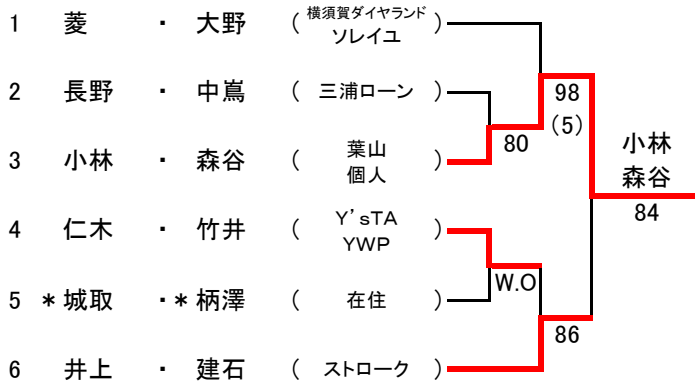 1 菱 ・ 大野 ( 横須賀ダイヤランド
ソレイユ )
2 長野 ・ 中嶌 ( 三浦ローン )
3 小林 ・ 森谷 ( 葉山
個人 )
4 仁木 ・ 竹井 ( Y'sTA
YWP )
5 *城取 ・*柄澤 ( 在住 )
6 井上 ・ 建石 ( ストローク )
80
W.O
98
(5)
86
小林
森谷
84